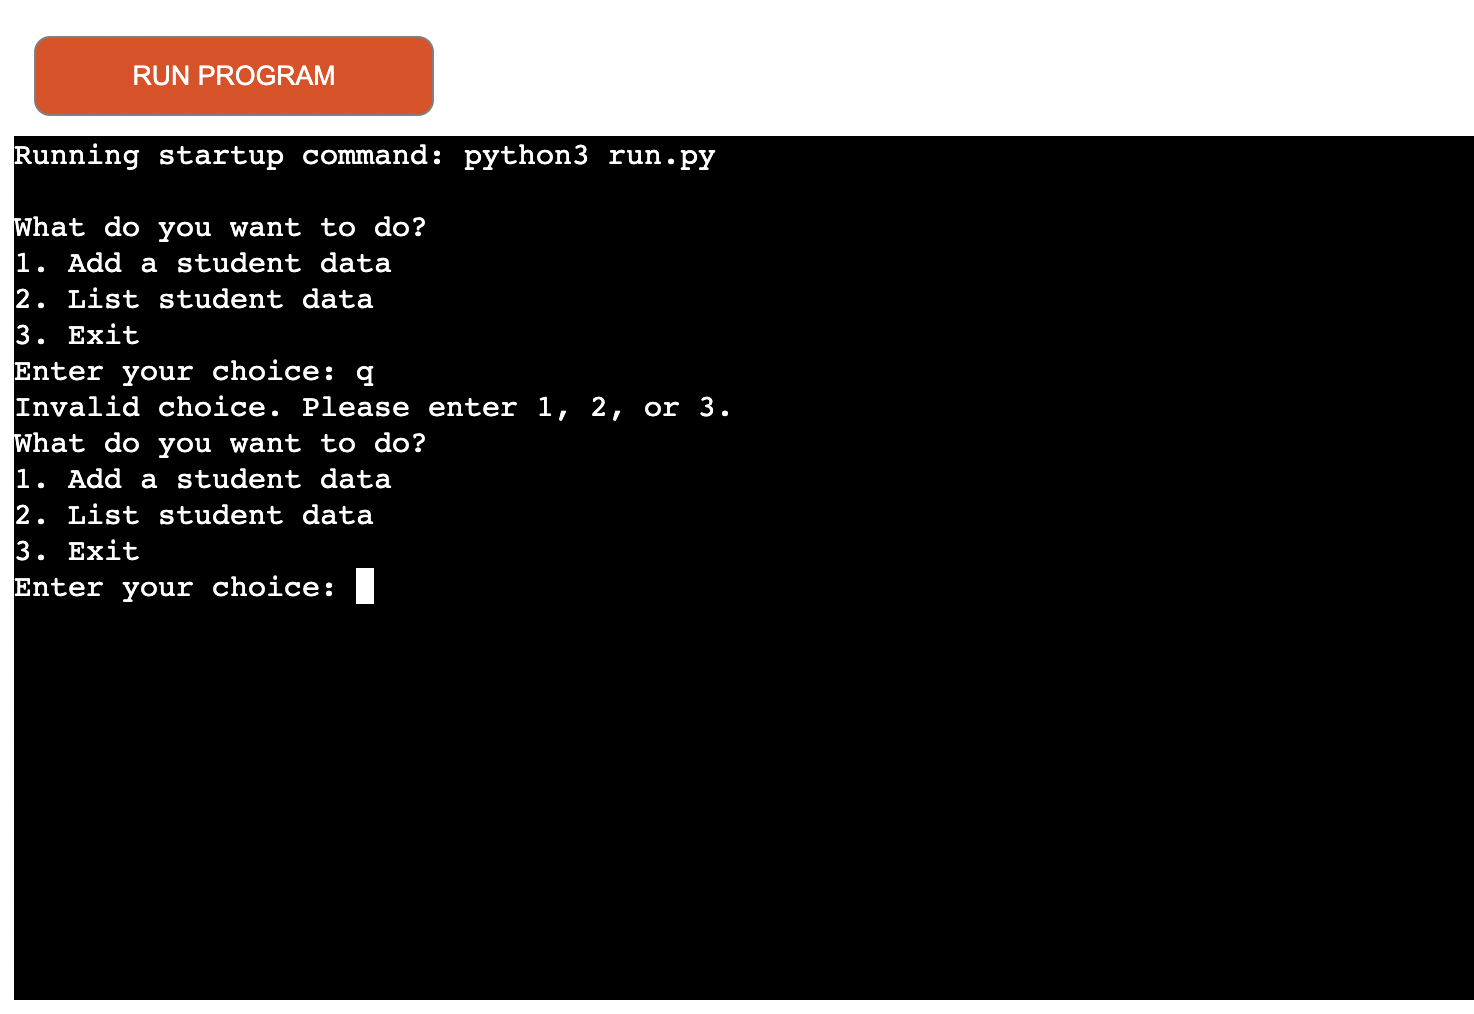 RUN PROGRAM
Running startup command: python3 run.py
What do you want to do?
1. Add a student data
2. List student data
3. Exit
Enter your choice: q
Invalid choice. Please enter 1, 2, or 3.
What do you want to do?
1. Add a student data
2. List student data
3. Exit
Enter your choice: